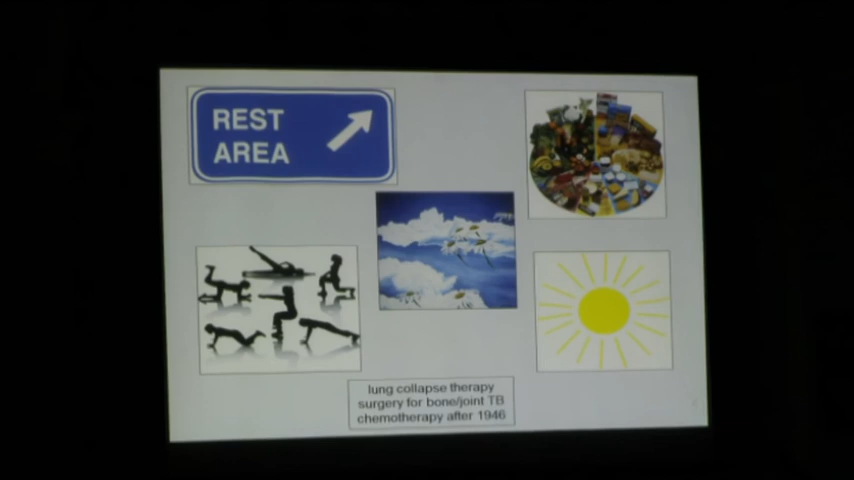 REST
AREA
lung collapse therapy
surgery for bone/joint TB
chemotherapy after 1946